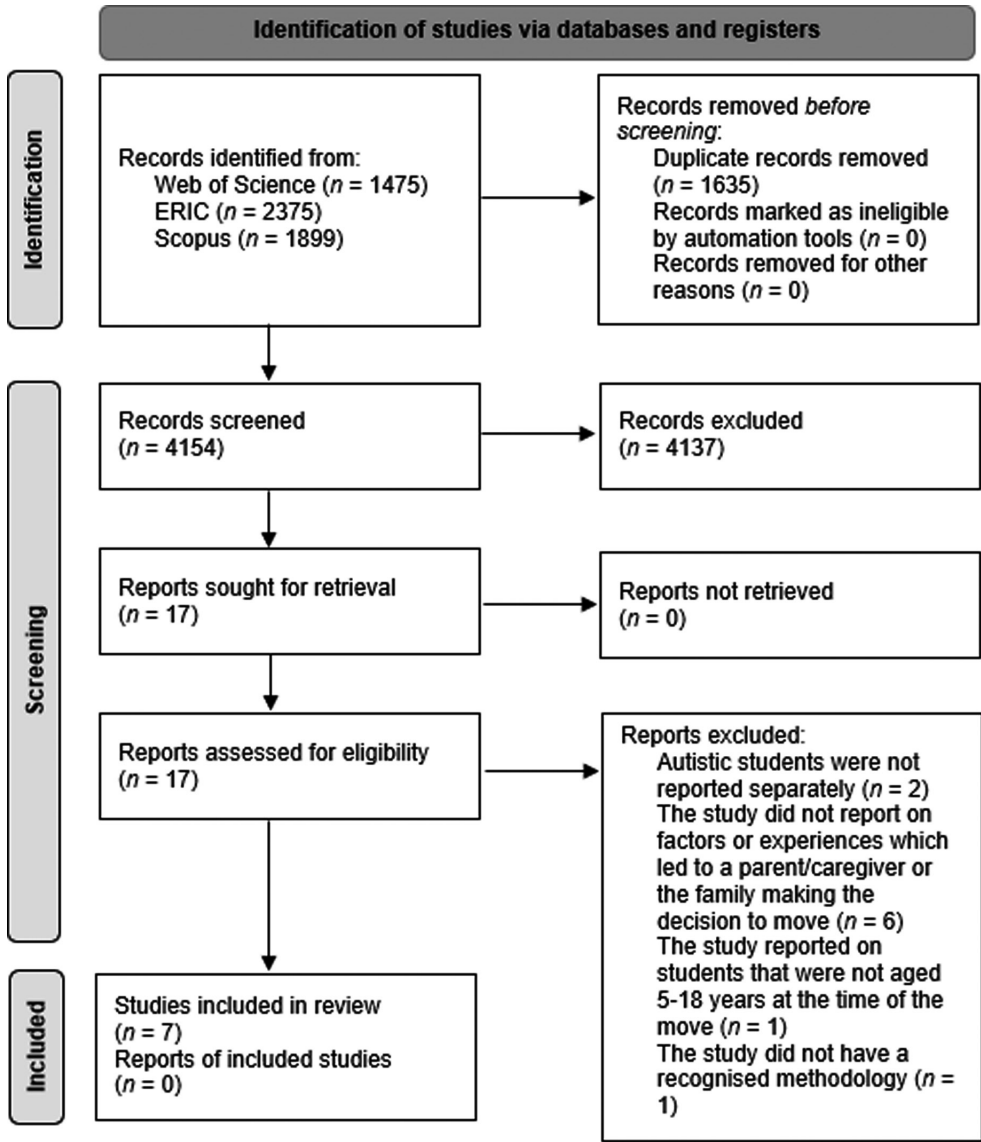 Identification of studies via databases and registers
Identification
Records identified from:
Web of Science (n = 1475)
ERIC (n = 2375)
Scopus (n = 1899)
Records removed before
screening:
Duplicate records removed
(n = 1635)
Records marked as ineligible
by automation tools (n = 0)
Records removed for other
reasons (n = 0)
Screening
Records screened
(n = 4154)
Records excluded
(n = 4137)
Reports sought for retrieval
(n = 17)
Reports not retrieved
(n = 0)
Reports assessed for eligibility
(n = 17)
Reports excluded:
Autistic students were not
reported separately (n = 2)
The study did not report on
factors or experiences which
led to a parent/caregiver or
the family making the
decision to move (n = 6)
The study reported on
students that were not aged
5-18 years at the time of the
move (n = 1)
The study did not have a
recognised methodology (n =
1)
Included
Studies included in review
(n = 7)
Reports of included studies
(n = 0)